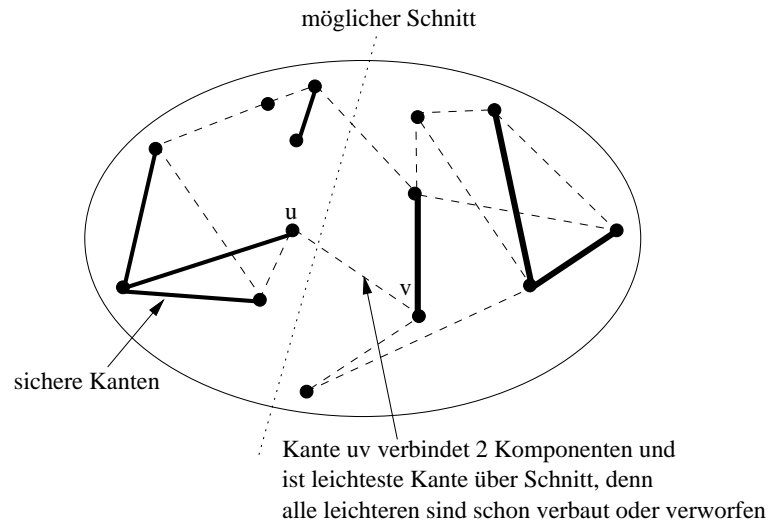 möglicher Schnitt
u
v
sichere Kanten
Kante uv verbindet 2 Komponenten und
ist leichteste Kante über Schnitt, denn
alle leichteren sind schon verbaut oder verworfen